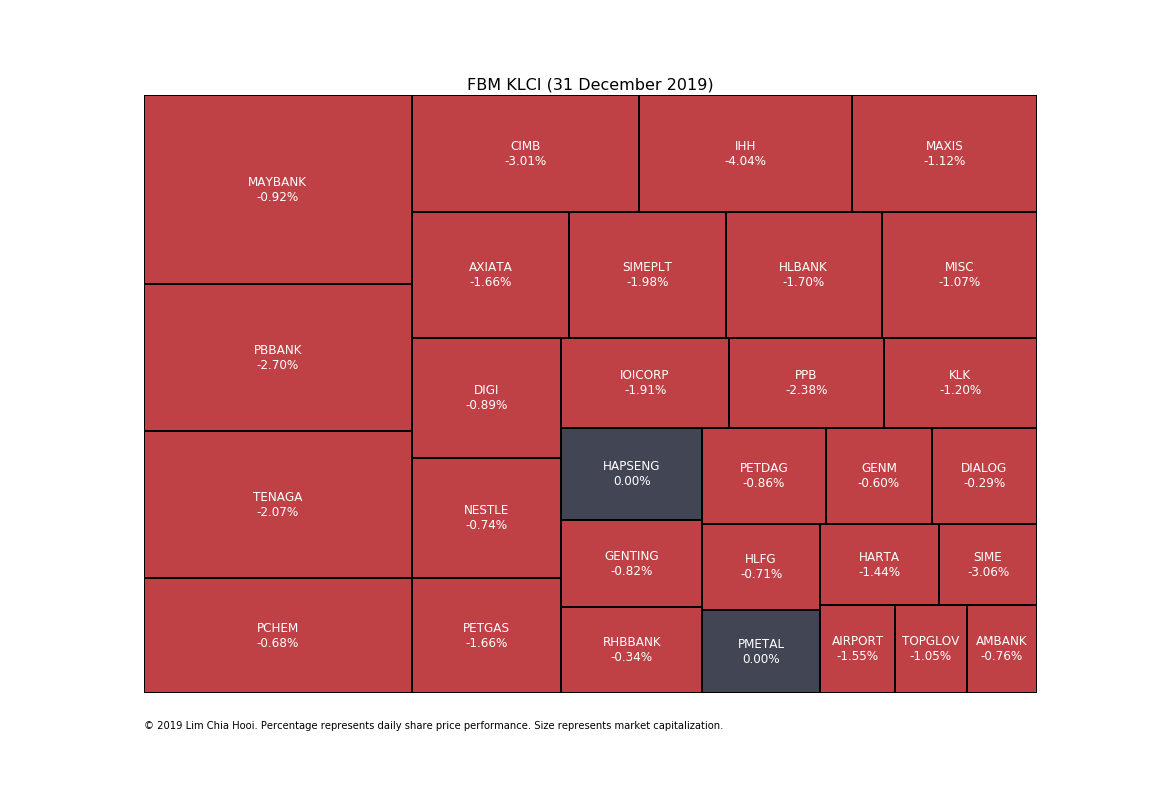 FBM KLCI (31 December 2019)
MAYBANK
-0.92%
PBBANK
-2.70%
TENAGA
-2.07%
PCHEM
-0.68%
CIMB
-3.01%
IHH
-4.04%
MAXIS
-1.12%
AXIATA
-1.66%
SIMEPLT
-1.98%
HLBANK
-1.70%
MISC
-1.07%
DIGI
-0.89%
NESTLE
-0.74%
PETGAS
-1.66%
IOICORP
-1.91%
PPB
-2.38%
KLK
-1.20%
HAPSENG
0.00%
GENTING
-0.82%
RHBBANK
-0.34%
PETDAG
-0.86%
GENM
-0.60%
DIALOG
-0.29%
HLFG
-0.71%
PMETAL
0.00%
HARTA
-1.44%
SIME
-3.06%
AIRPORT
-1.55%
TOPGLOV
-1.05%
AMBANK
-0.76%
© 2019 Lim Chia Hooi. Percentage represents daily share price performance. Size represents market capitalization.